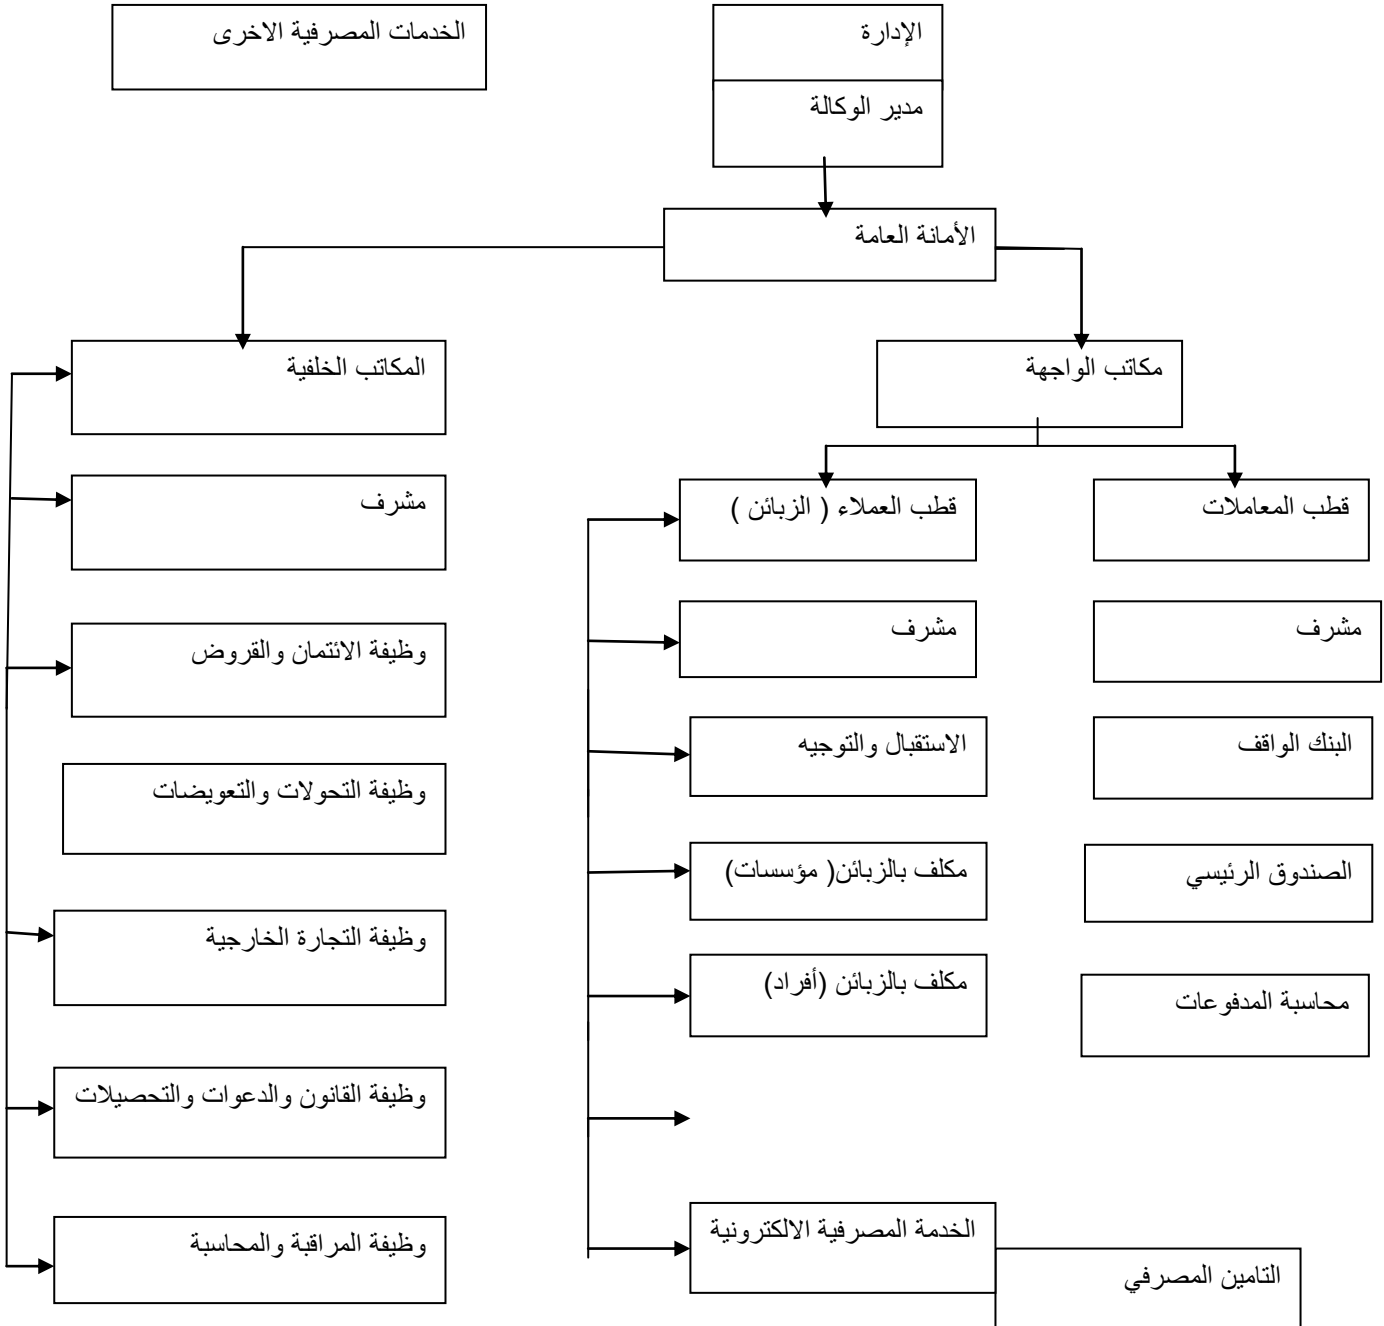 الإدارة
الخدمات المصرفية الاخرى
مدير الوكالة
الأمانة العامة
مكاتب الواجهة
المكاتب الخلفية
قطب المعاملات
قطب العملاء ( الزبائن )
مشرف
مشرف
مشرف
وظيفة الائتمان والقروض
البنك الواقف
الاستقبال والتوجيه
وظيفة التحولات والتعويضات
الصندوق الرئيسي
مكلف بالزبائن( مؤسسات)
وظيفة التجارة الخارجية
محاسبة المدفوعات
مكلف بالزبائن (أفراد)
وظيفة القانون والدعوات والتحصيلات
الخدمة المصرفية الالكترونية
وظيفة المراقبة والمحاسبة
التامين المصرفي